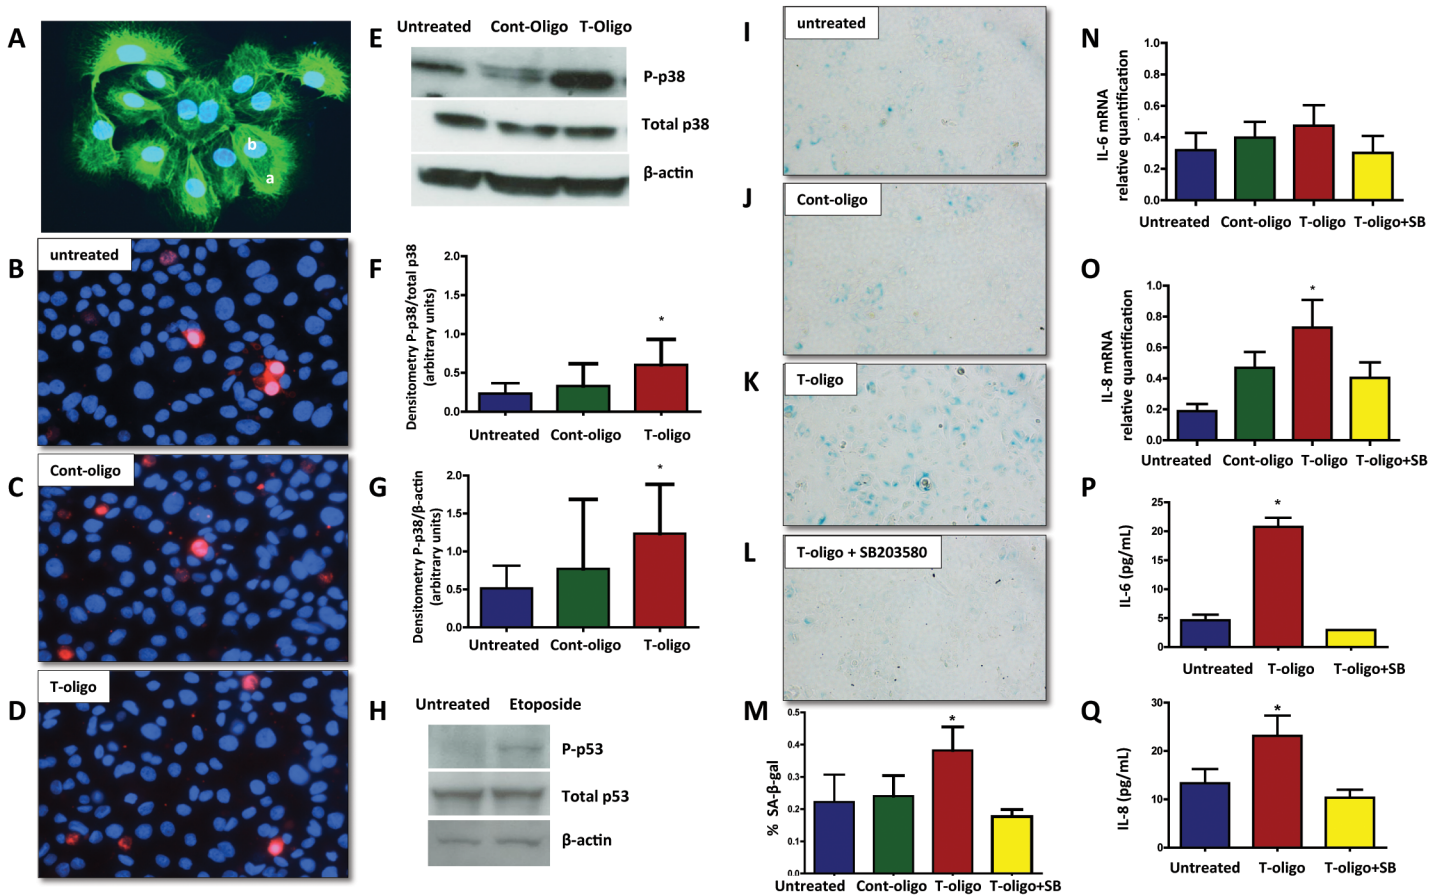 A
b
a
B
untreated
C
Cont-oligo
D
T-oligo
E
Untreated Cont-Oligo T-Oligo
P-p38
Total p38
β-actin
F
Densitometry P-p38/total p38
(arbitrary units)
2.0
1.5
1.0
0.5
0.0
*
Untreated Cont-oligo T-oligo
G
Densitometry P-p38/β-actin
(arbitrary units)
2.0
1.5
1.0
0.5
0.0
*
Untreated Cont-oligo T-oligo
H
Untreated Etoposide
P-p53
Total p53
β-actin
I
untreated
J
Cont-oligo
K
T-oligo
L
T-oligo + SB203580
M
% SA-β-gal
0.5
0.4
0.3
0.2
0.1
0.0
*
Untreated Cont-oligo T-oligo T-oligo+SB
N
IL-6 mRNA
relative quantification
1.0
0.8
0.6
0.4
0.2
0.0
Untreated Cont-oligo T-oligo T-oligo+SB
O
IL-8 mRNA
relative quantification
1.0
0.8
0.6
0.4
0.2
0.0
*
Untreated Cont-oligo T-oligo T-oligo+SB
P
IL-6 (pg/mL)
25
20
15
10
5
0
*
Untreated T-oligo T-oligo+SB
Q
IL-8 (pg/mL)
30
20
10
0
*
Untreated T-oligo T-oligo+SB